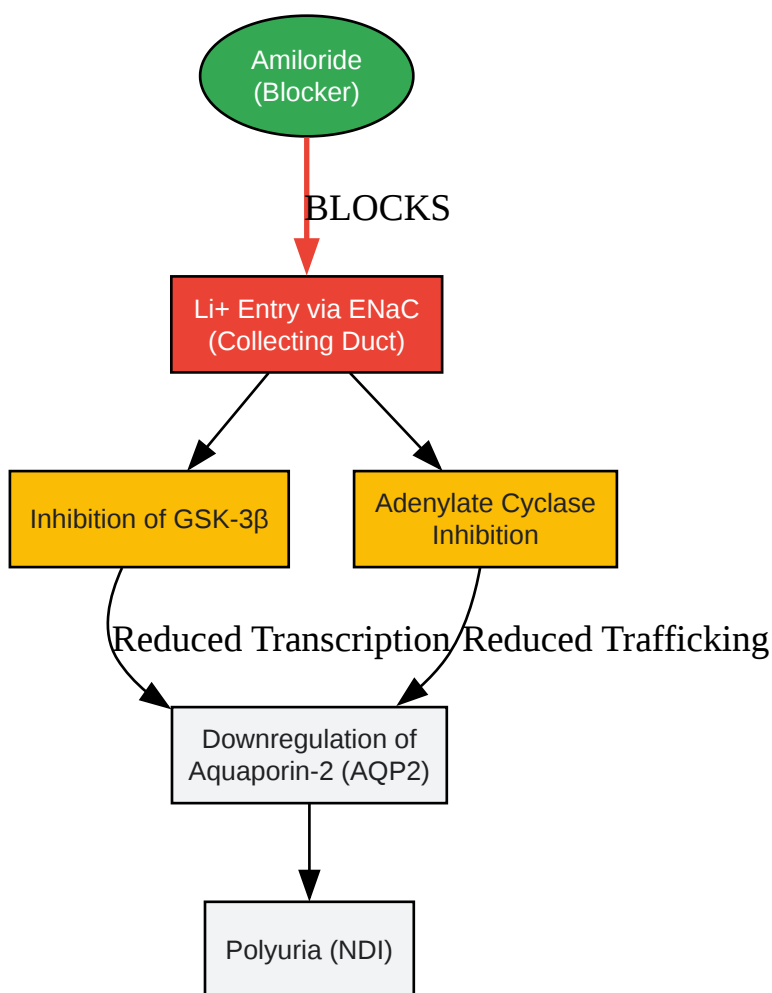 Amiloride
(Blocker)
BLOCKS
Li+ Entry via ENaC
(Collecting Duct)
Inhibition of GSK-3β
Adenylate Cyclase
Inhibition
Reduced Transcription
Reduced Trafficking
Downregulation of
Aquaporin-2 (AQP2)
Polyuria (NDI)